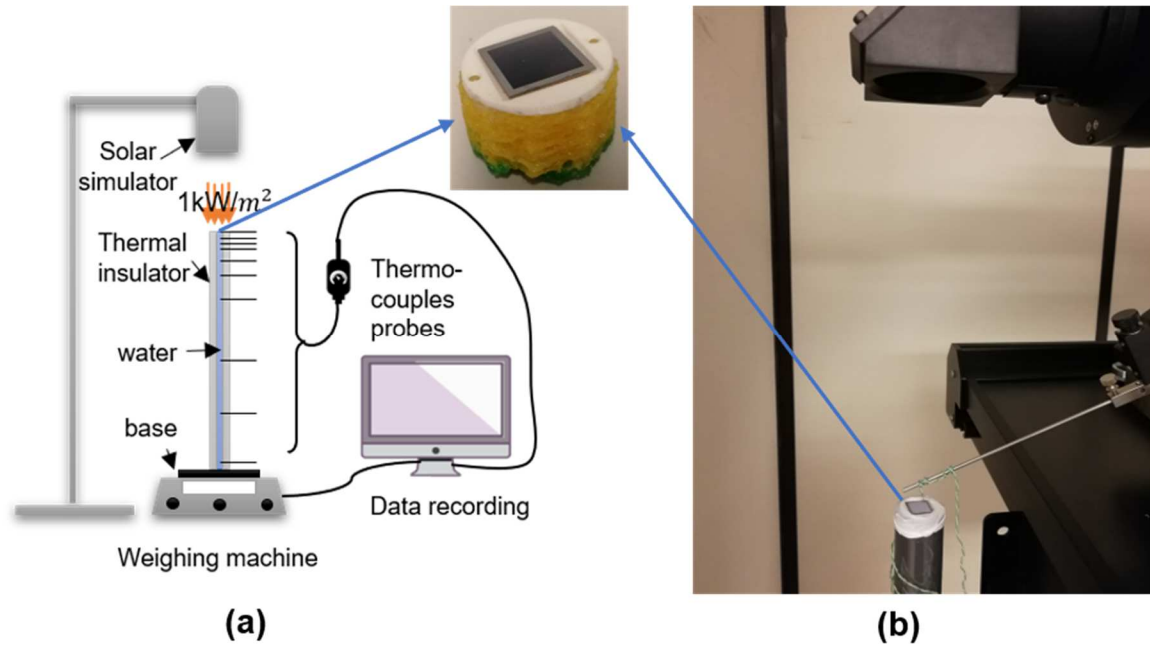 Solar
simulator
1kW/m²
Thermal
insulator
Thermo-
couples
probes
water
base
Data recording
Weighing machine
(a)
(b)